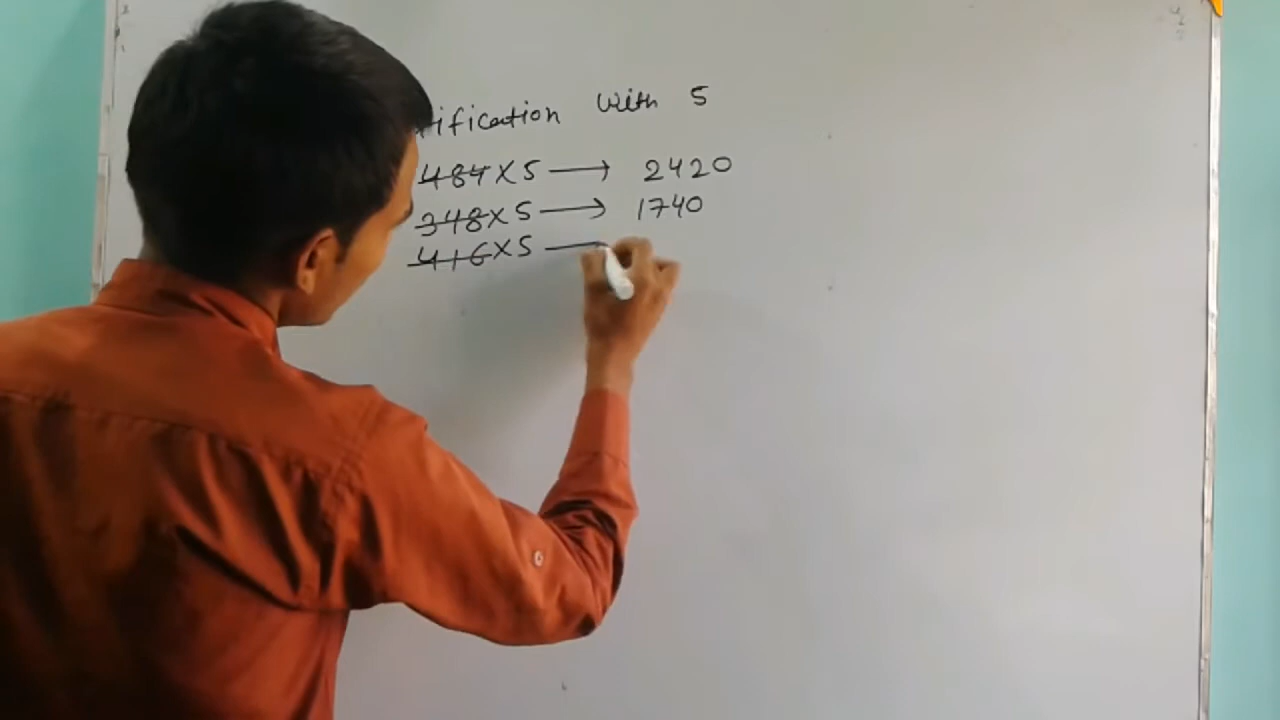 ification with 5
484 x 5 → 2420
348 x 5 → 1740
416 x 5